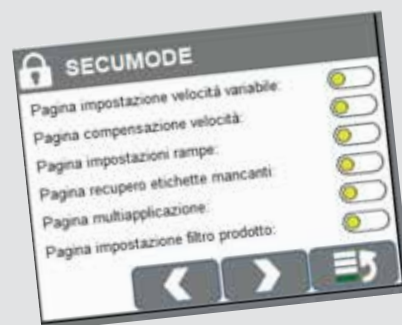 SECUMODE
Pagina impostazione velocità variabile:
Pagina compensazione velocità:
Pagina impostazioni rampe:
Pagina recupero etichette mancanti:
Pagina multiapplicazione:
Pagina impostazione filtro prodotto: